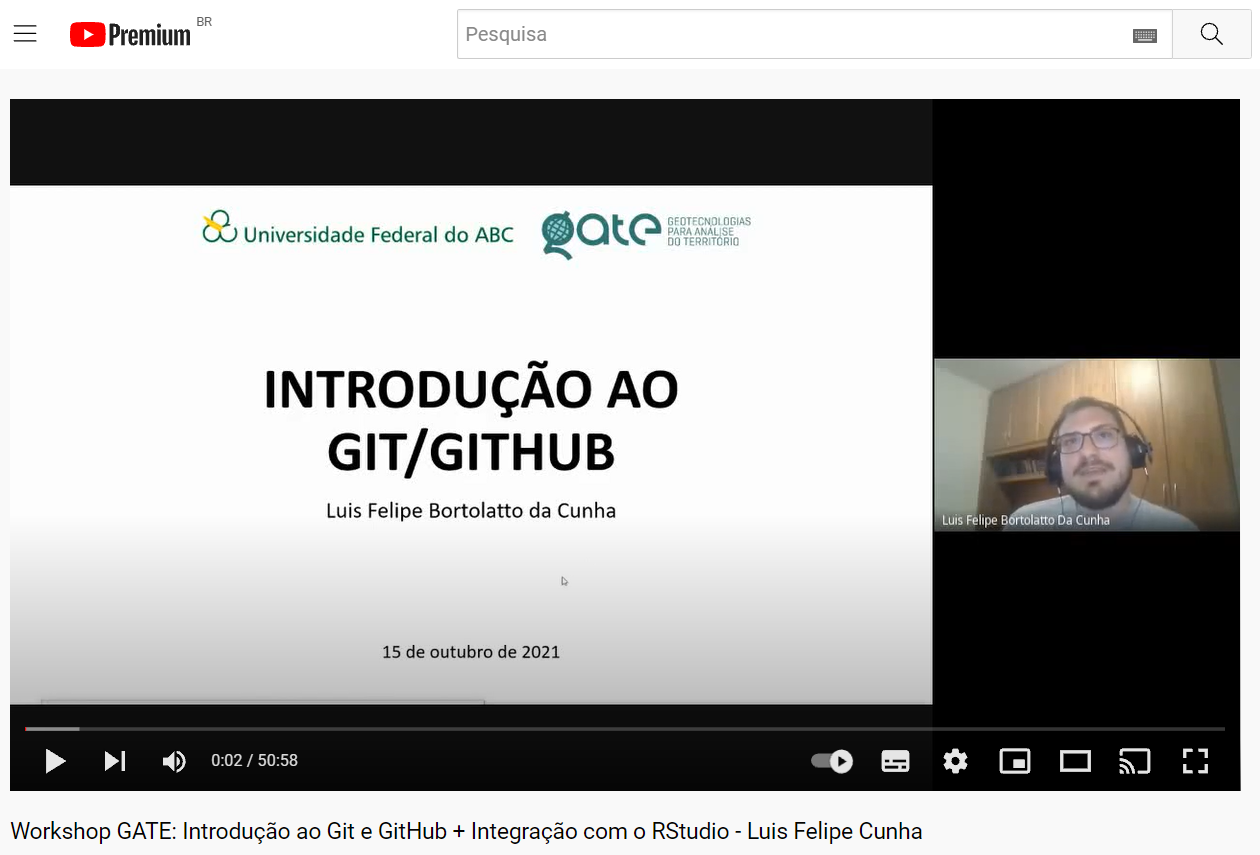 Premium BR
Pesquisa
Universidade Federal do ABC
gate
GEOTECNOLOGIAS
PARA ANÁLISE
DO TERRITÓRIO
INTRODUÇÃO AO
GIT/GITHUB
Luis Felipe Bortolatto da Cunha
15 de outubro de 2021
Luis Felipe Bortolatto Da Cunha
0:02 / 50:58
Workshop GATE: Introdução ao Git e GitHub + Integração com o RStudio - Luis Felipe Cunha